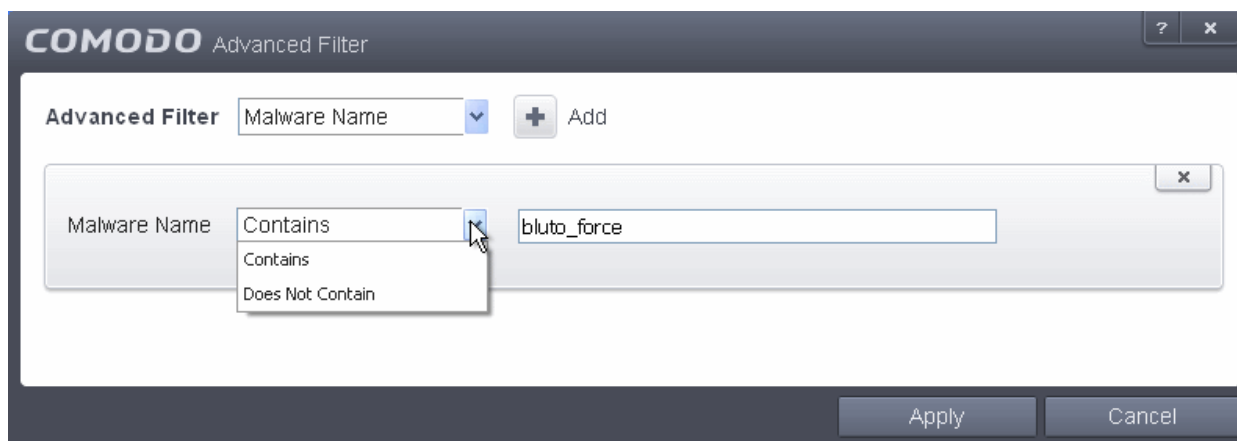 COMODO Advanced Filter ? x
Advanced Filter Malware Name + Add
x
Malware Name Contains bluto_force
Contains
Does Not Contain
Apply Cancel